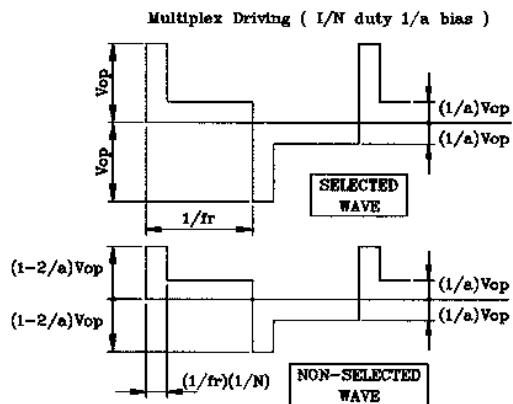 Multiplex Driving ( I/N duty 1/a bias )
Vop
Vop
(1/a)Vop
(1/a)Vop
SELECTED
WAVE
1/fr
(1-2/a)Vop
(1-2/a)Vop
(1/a)Vop
(1/a)Vop
(1/fr)(1/N)
NON-SELECTED
WAVE